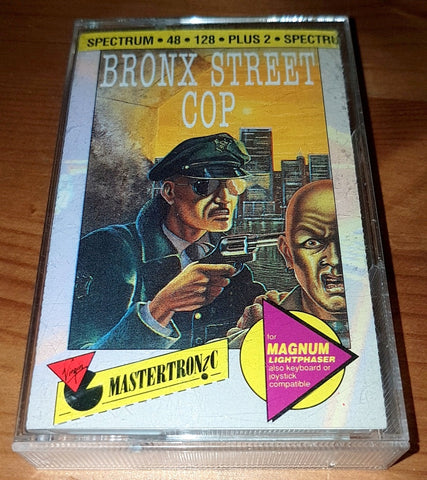 SPECTRUM • 48 • 128 • PLUS 2 • SPECTRU
BRONX STREET
COP
Virgin
MASTERTRONIC
for
MAGNUM
LIGHTPHASER
also keyboard or
joystick
compatible